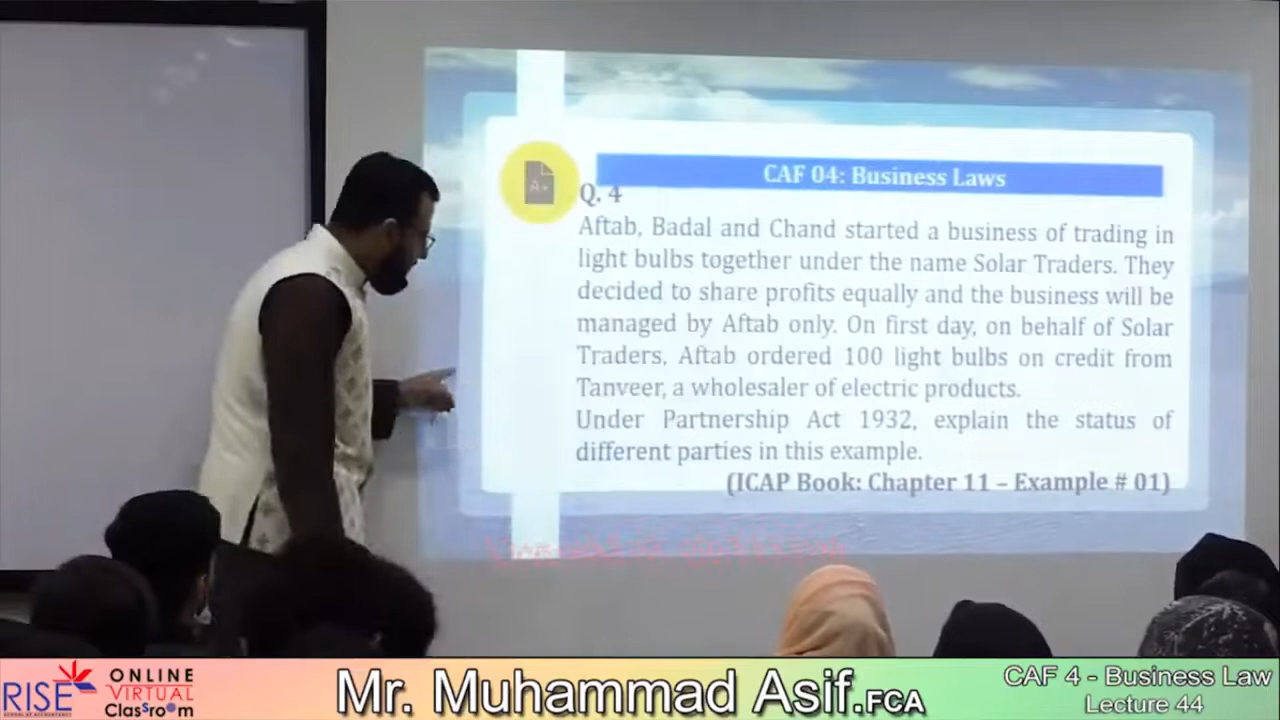 CAF 04: Business Laws
A+
Q. 4
Aftab, Badal and Chand started a business of trading in
light bulbs together under the name Solar Traders. They
decided to share profits equally and the business will be
managed by Aftab only. On first day, on behalf of Solar
Traders, Aftab ordered 100 light bulbs on credit from
Tanveer, a wholesaler of electric products.
Under Partnership Act 1932, explain the status of
different parties in this example.
(ICAP Book: Chapter 11 – Example # 01)
RISE
SCHOOL OF ACCOUNTANCY
ONLINE
VIRTUAL
ClasSroom
Mr. Muhammad Asif.FCA
CAF 4 - Business Law
Lecture 44